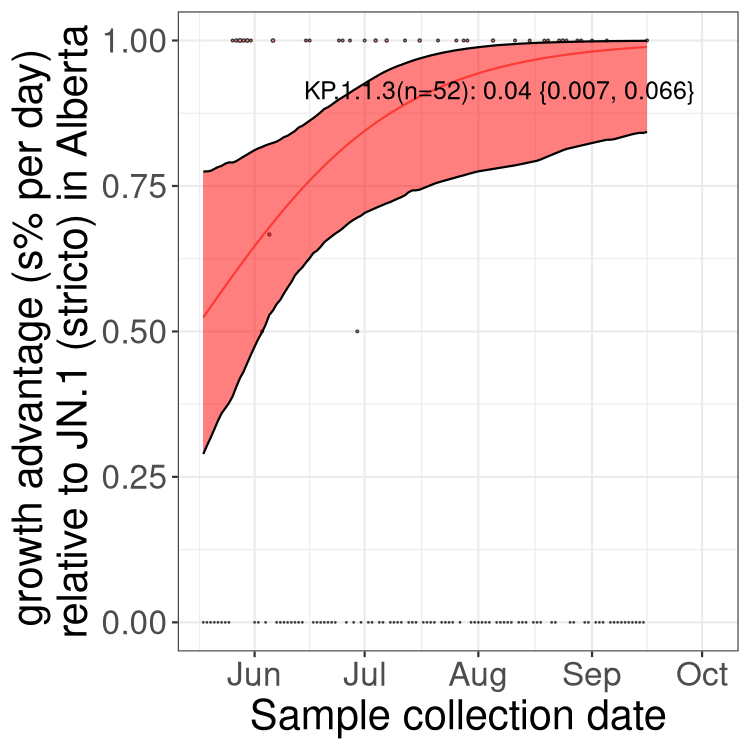 growth advantage (s% per day)
relative to JN.1 (stricto) in Alberta
1.00
0.75
0.50
0.25
0.00
KP.1.1.3(n=52): 0.04 {0.007, 0.066}
Jun Jul Aug Sep Oct
Sample collection date